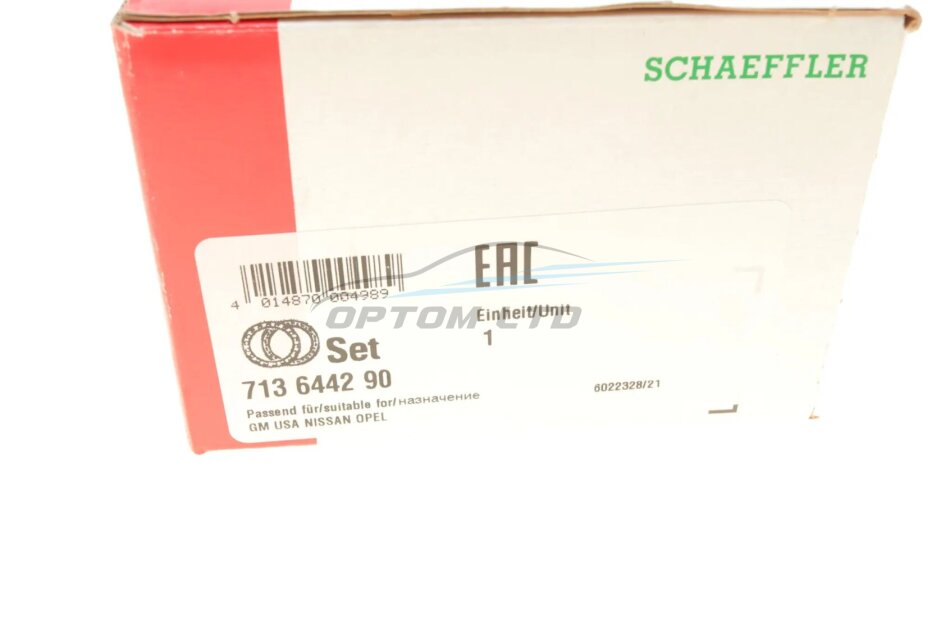 SCHAEFFLER
EAC
4 014870 004989
OPTOM LTD
Einheit/Unit
1
Set
713 6442 90
6022328/21
Passend für/suitable for/назначение
GM USA NISSAN OPEL